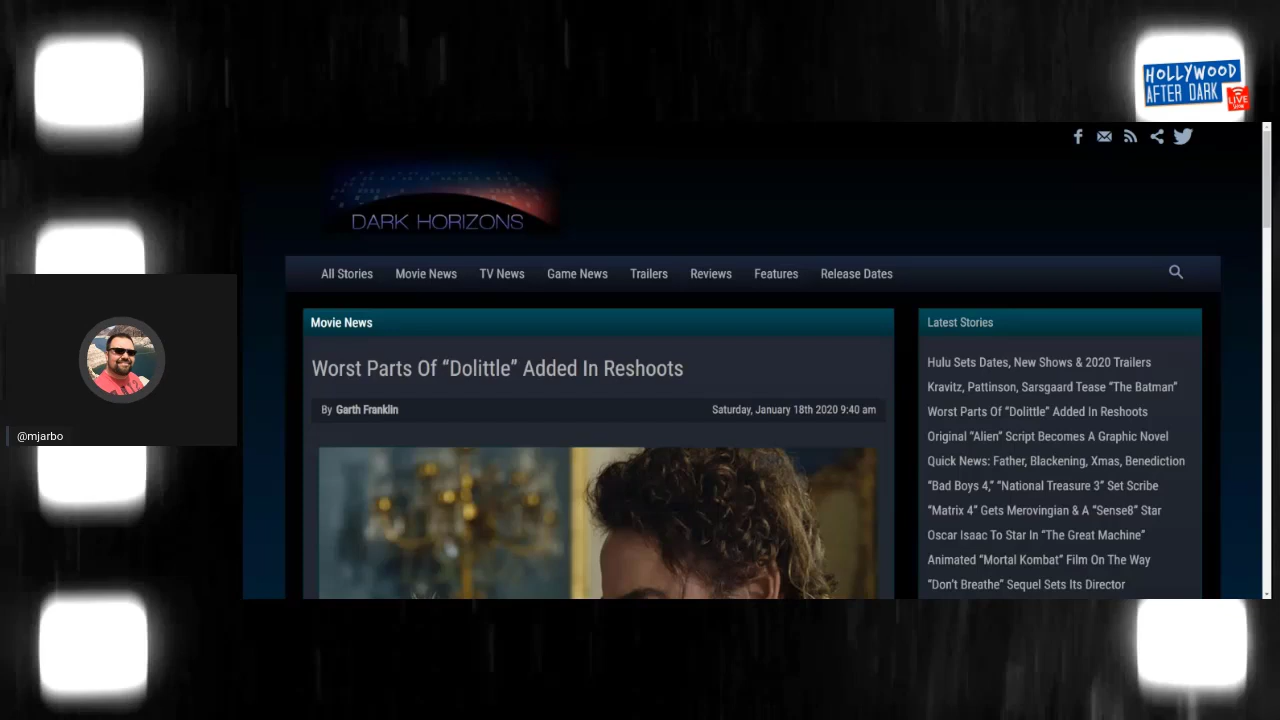 HOLLYWOOD
AFTER DARK
LIVE
SHOW
DARK HORIZONS
All Stories Movie News TV News Game News Trailers Reviews Features Release Dates
Movie News
Worst Parts Of “Dolittle” Added In Reshoots
By Garth Franklin Saturday, January 18th 2020 9:40 am
Latest Stories
Hulu Sets Dates, New Shows & 2020 Trailers
Kravitz, Pattinson, Sarsgaard Tease “The Batman”
Worst Parts Of “Dolittle” Added In Reshoots
Original “Alien” Script Becomes A Graphic Novel
Quick News: Father, Blackening, Xmas, Benediction
“Bad Boys 4,” “National Treasure 3” Set Scribe
“Matrix 4” Gets Merovingian & A “Sense8” Star
Oscar Isaac To Star In “The Great Machine”
Animated “Mortal Kombat” Film On The Way
“Don't Breathe” Sequel Sets Its Director
@mjarbo